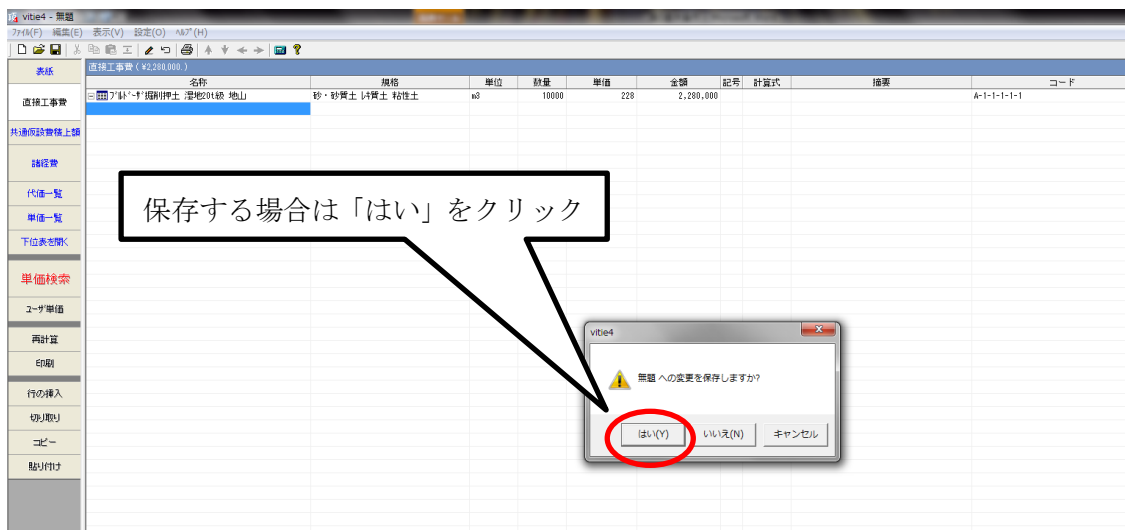 vitie4 - 無題
ファイル(F) 編集(E) 表示(V) 設定(O) ヘルプ(H)
表紙
直接工事費
共通仮設費積上額
諸経費
代価一覧
単価一覧
下位表を開く
単価検索
ユーザ単価
再計算
印刷
行の挿入
切り取り
コピー
貼り付け
直接工事費 ( ¥2,280,000. )
名称 規格 単位 数量 単価 金額 記号 計算式 摘要 コード
ブルドーザ掘削押土 湿地20t級 地山 砂・砂質土 レキ質土 粘性土 m3 10000 228 2,280,000 A-1-1-1-1-1
保存する場合は「はい」をクリック
vitie4
無題 への変更を保存しますか?
はい(Y) いいえ(N) キャンセル